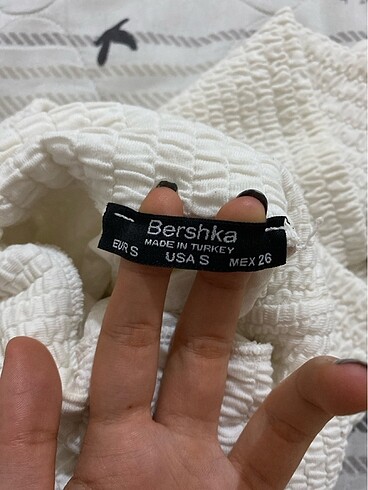 Bershka
MADE IN TURKEY
EUR S USA S MEX 26